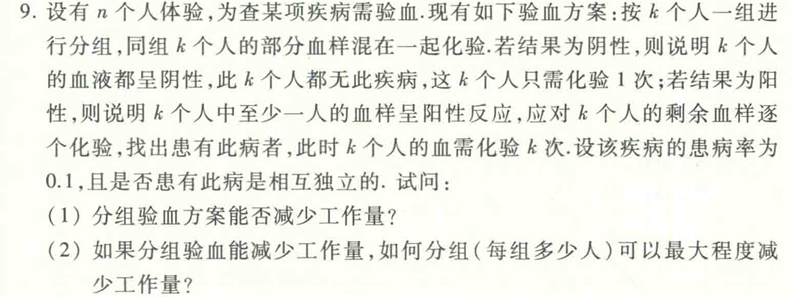 9. 设有 n 个人体验,为查某项疾病需验血.现有如下验血方案:按 k 个人一组进
行分组,同组 k 个人的部分血样混在一起化验.若结果为阴性,则说明 k 个人
的血液都呈阴性,此 k 个人都无此疾病,这 k 个人只需化验 1 次;若结果为阳
性,则说明 k 个人中至少一人的血样呈阳性反应,应对 k 个人的剩余血样逐
个化验,找出患有此病者,此时 k 个人的血需化验 k 次.设该疾病的患病率为
0.1,且是否患有此病是相互独立的. 试问:
(1) 分组验血方案能否减少工作量?
(2) 如果分组验血能减少工作量,如何分组(每组多少人)可以最大程度减
少工作量?